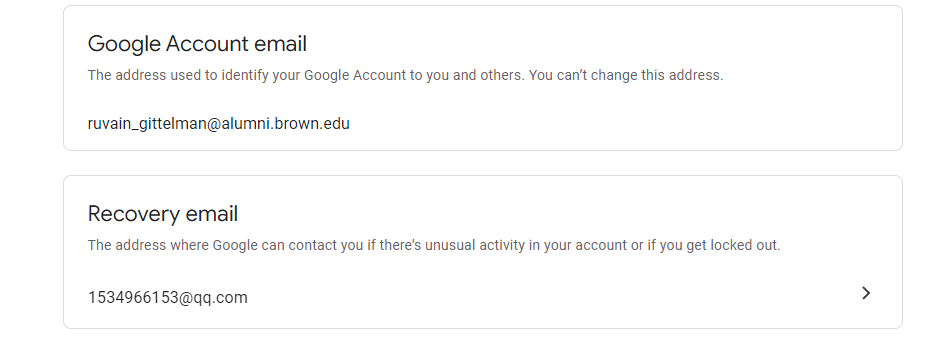 Google Account email
The address used to identify your Google Account to you and others. You can't change this address.
ruvain_gittelman@alumni.brown.edu
Recovery email
The address where Google can contact you if there's unusual activity in your account or if you get locked out.
1534966153@qq.com